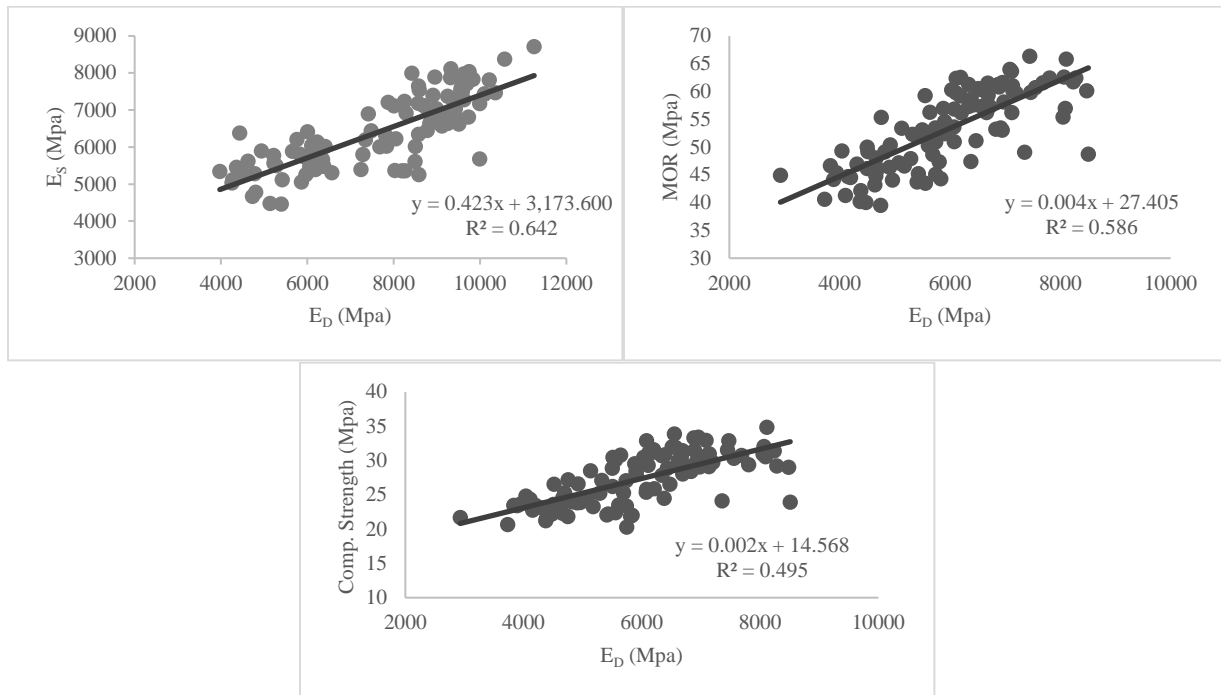 9000
8000
7000
6000
5000
4000
3000
E_S (Mpa)
y = 0.423x + 3,173.600
R² = 0.642
2000 4000 6000 8000 10000 12000
E_D (Mpa)
70
65
60
55
50
45
40
35
30
MOR (Mpa)
y = 0.004x + 27.405
R² = 0.586
2000 4000 6000 8000 10000
E_D (Mpa)
40
35
30
25
20
15
10
Comp. Strength (Mpa)
y = 0.002x + 14.568
R² = 0.495
2000 4000 6000 8000 10000
E_D (Mpa)